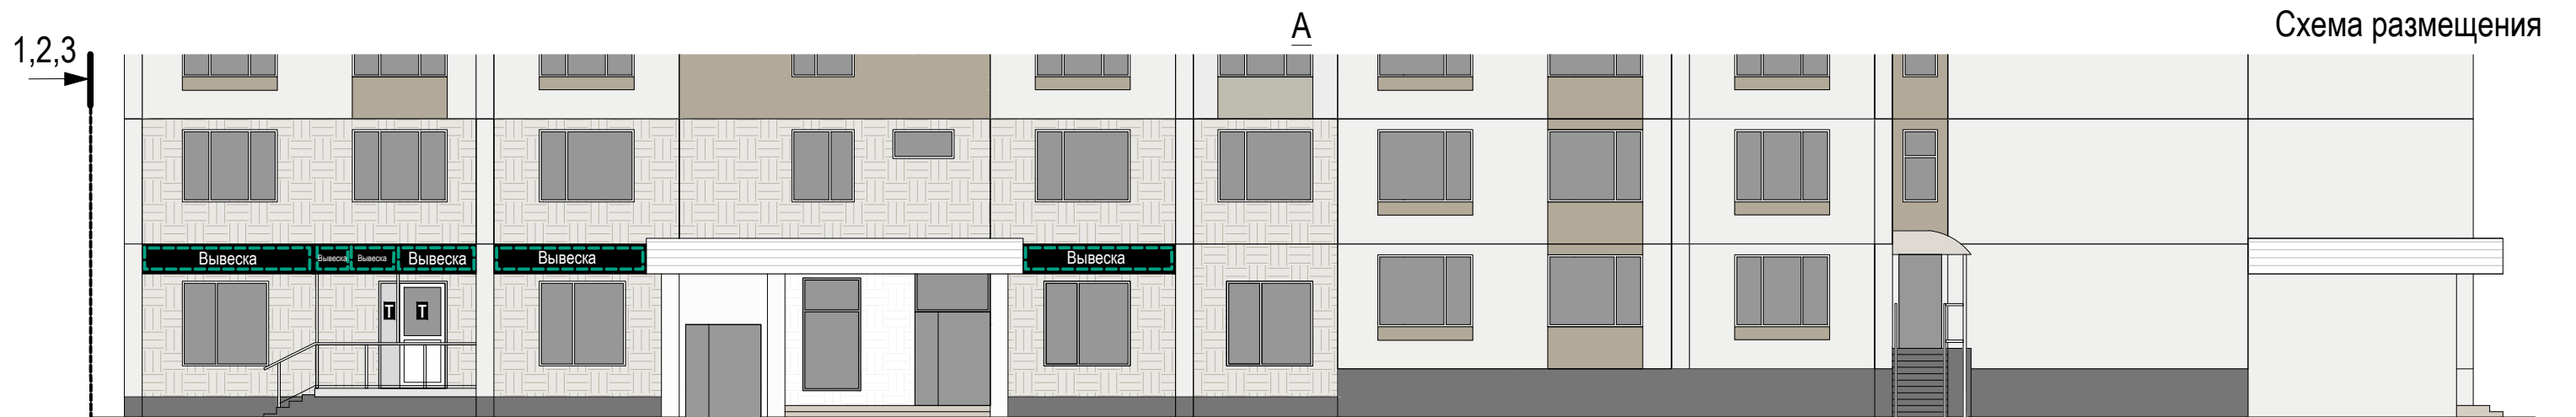 А
Схема размещения
1,2,3
Вывеска Вывеска Вывеска Вывеска Вывеска Вывеска
Т Т